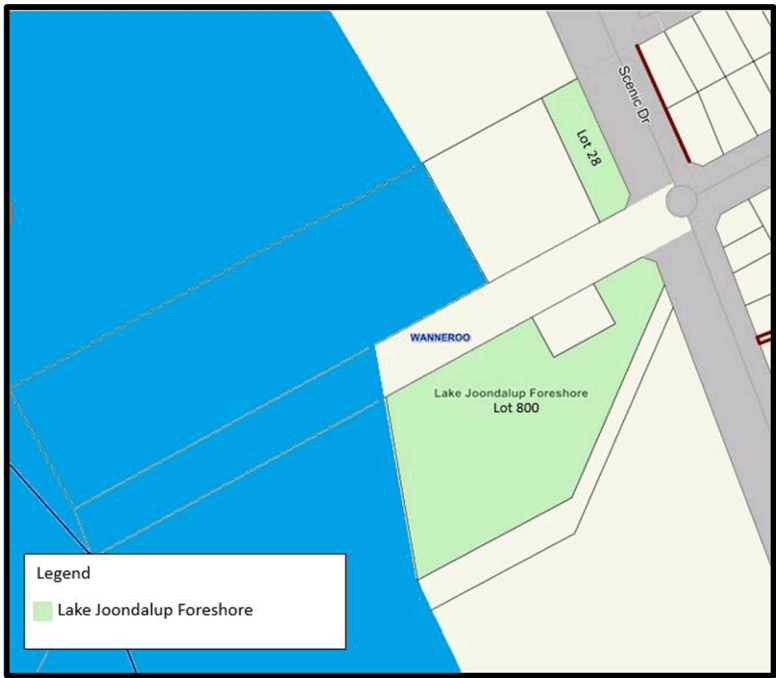 Scenic Dr
Lot 28
WANNEROO
Lake Joondalup Foreshore
Lot 800
Legend
Lake Joondalup Foreshore